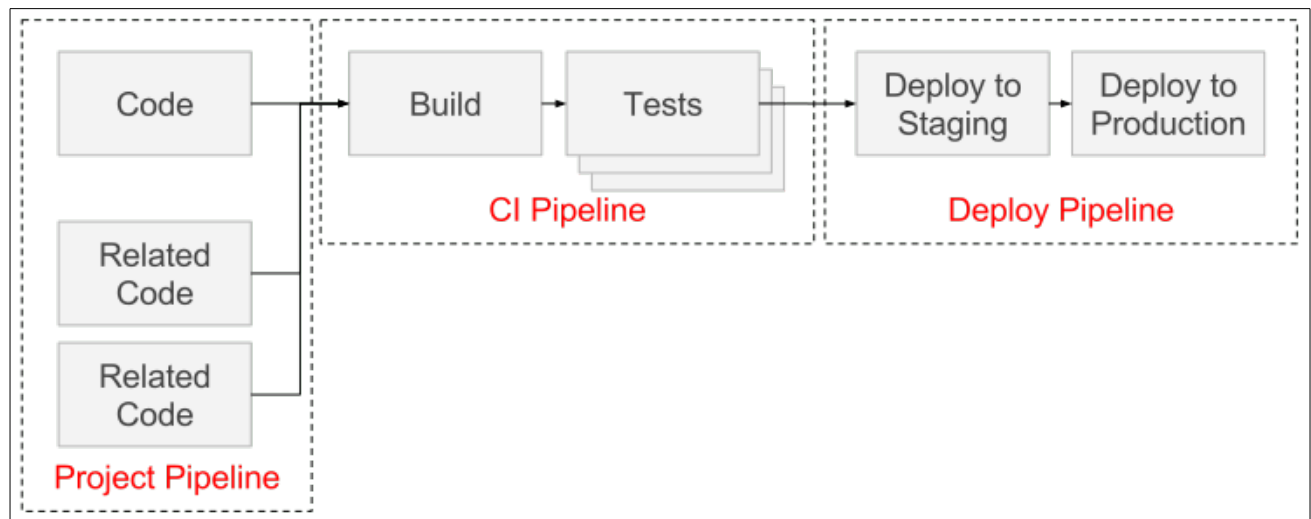 Code
Related
Code
Related
Code
Project Pipeline
Build
Tests
CI Pipeline
Deploy to
Staging
Deploy to
Production
Deploy Pipeline